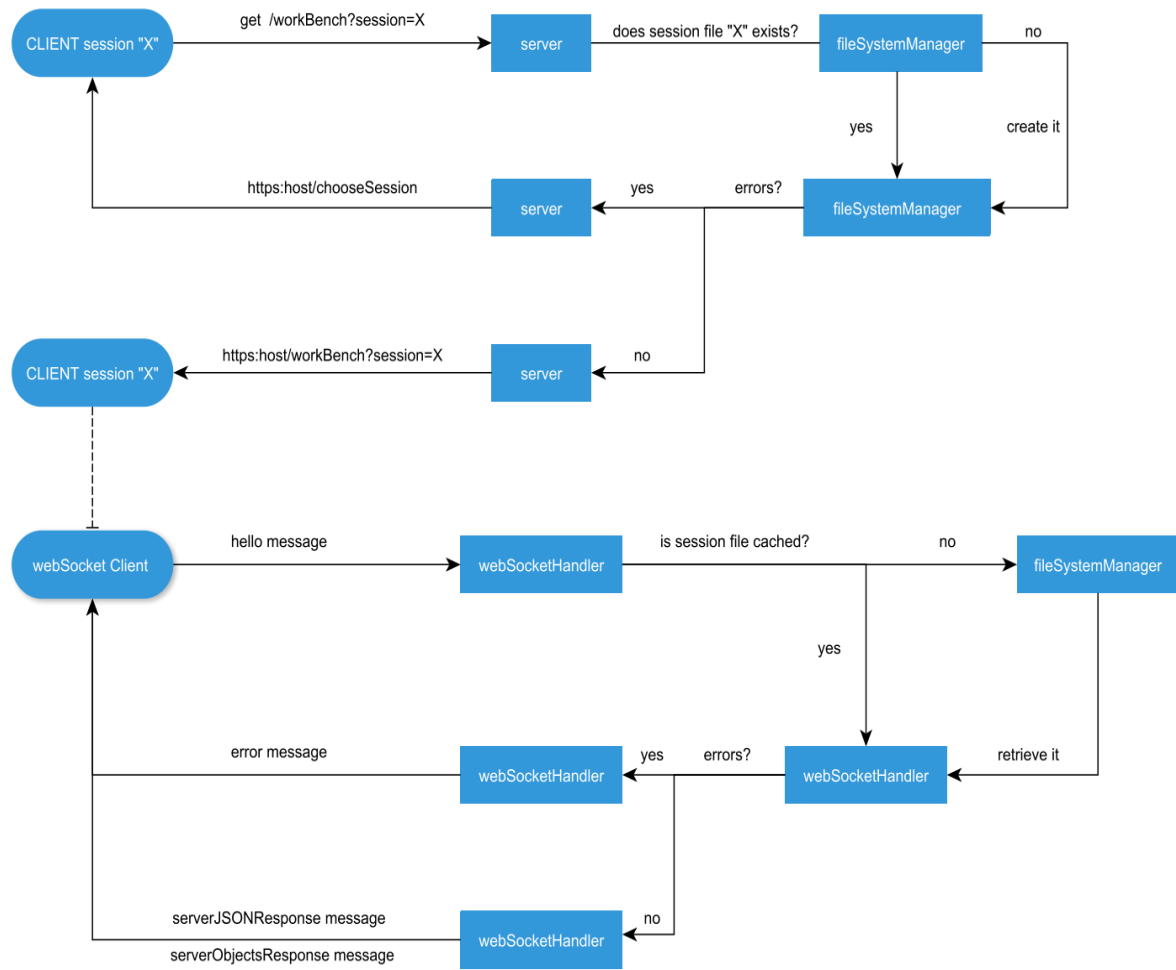 get /workBench?session=X
CLIENT session "X"
server
does session file "X" exists?
fileSystemManager
no
yes
create it
https:host/chooseSession
server
yes
errors?
fileSystemManager
CLIENT session "X"
https:host/workBench?session=X
server
no
webSocket Client
hello message
webSocketHandler
is session file cached?
no
fileSystemManager
yes
error message
webSocketHandler
yes
errors?
webSocketHandler
retrieve it
serverJSONResponse message
serverObjectsResponse message
webSocketHandler
no